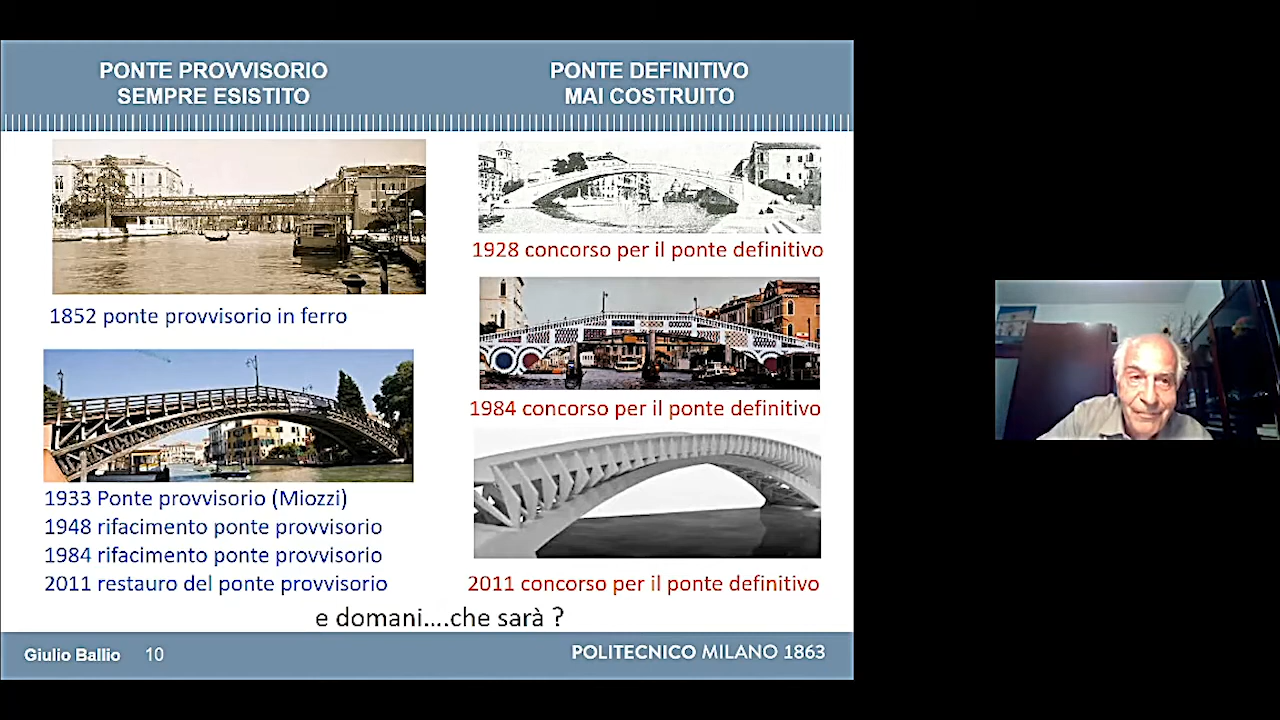 PONTE PROVVISORIO
SEMPRE ESISTITO
PONTE DEFINITIVO
MAI COSTRUITO
1852 ponte provvisorio in ferro
1933 Ponte provvisorio (Miozzi)
1948 rifacimento ponte provvisorio
1984 rifacimento ponte provvisorio
2011 restauro del ponte provvisorio
1928 concorso per il ponte definitivo
1984 concorso per il ponte definitivo
2011 concorso per il ponte definitivo
e domani....che sarà ?
Giulio Ballio 10
POLITECNICO MILANO 1863